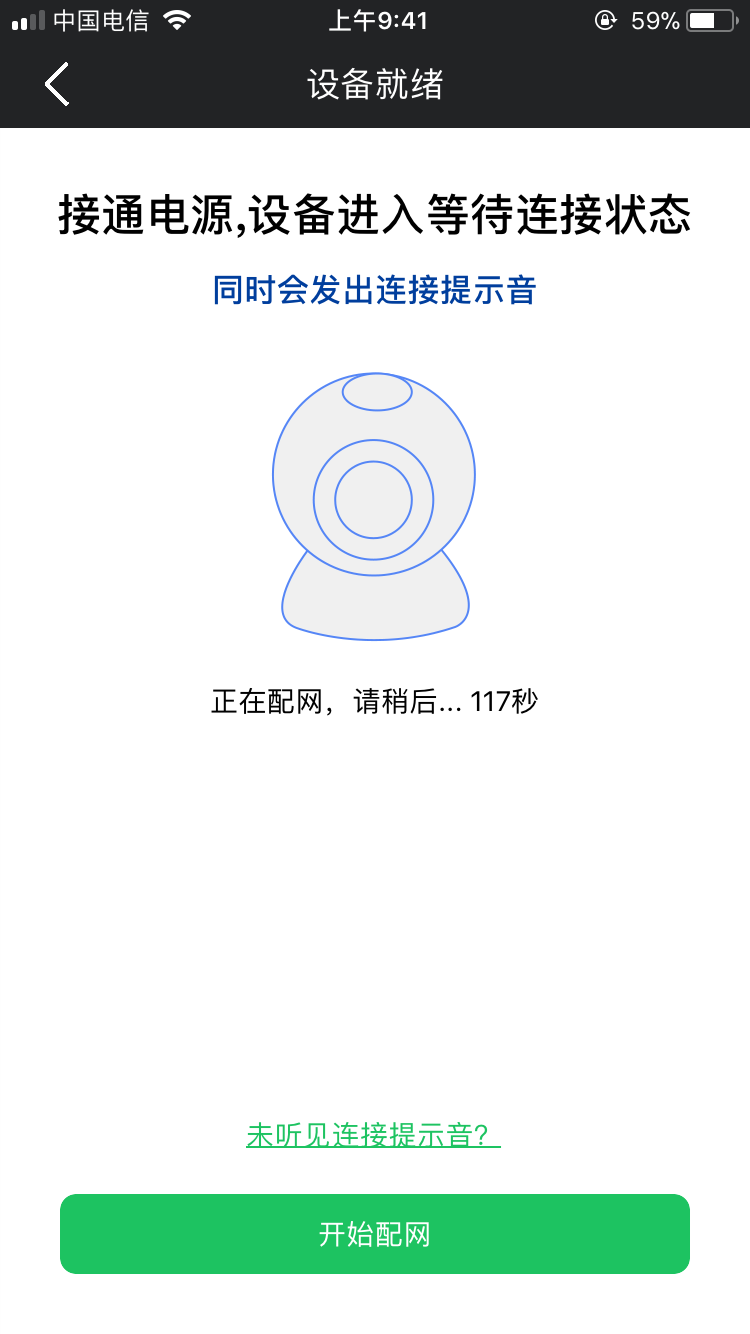 中国电信 上午9:41 59%
设备就绪
接通电源,设备进入等待连接状态
同时会发出连接提示音
正在配网，请稍后... 117秒
未听见连接提示音？
开始配网